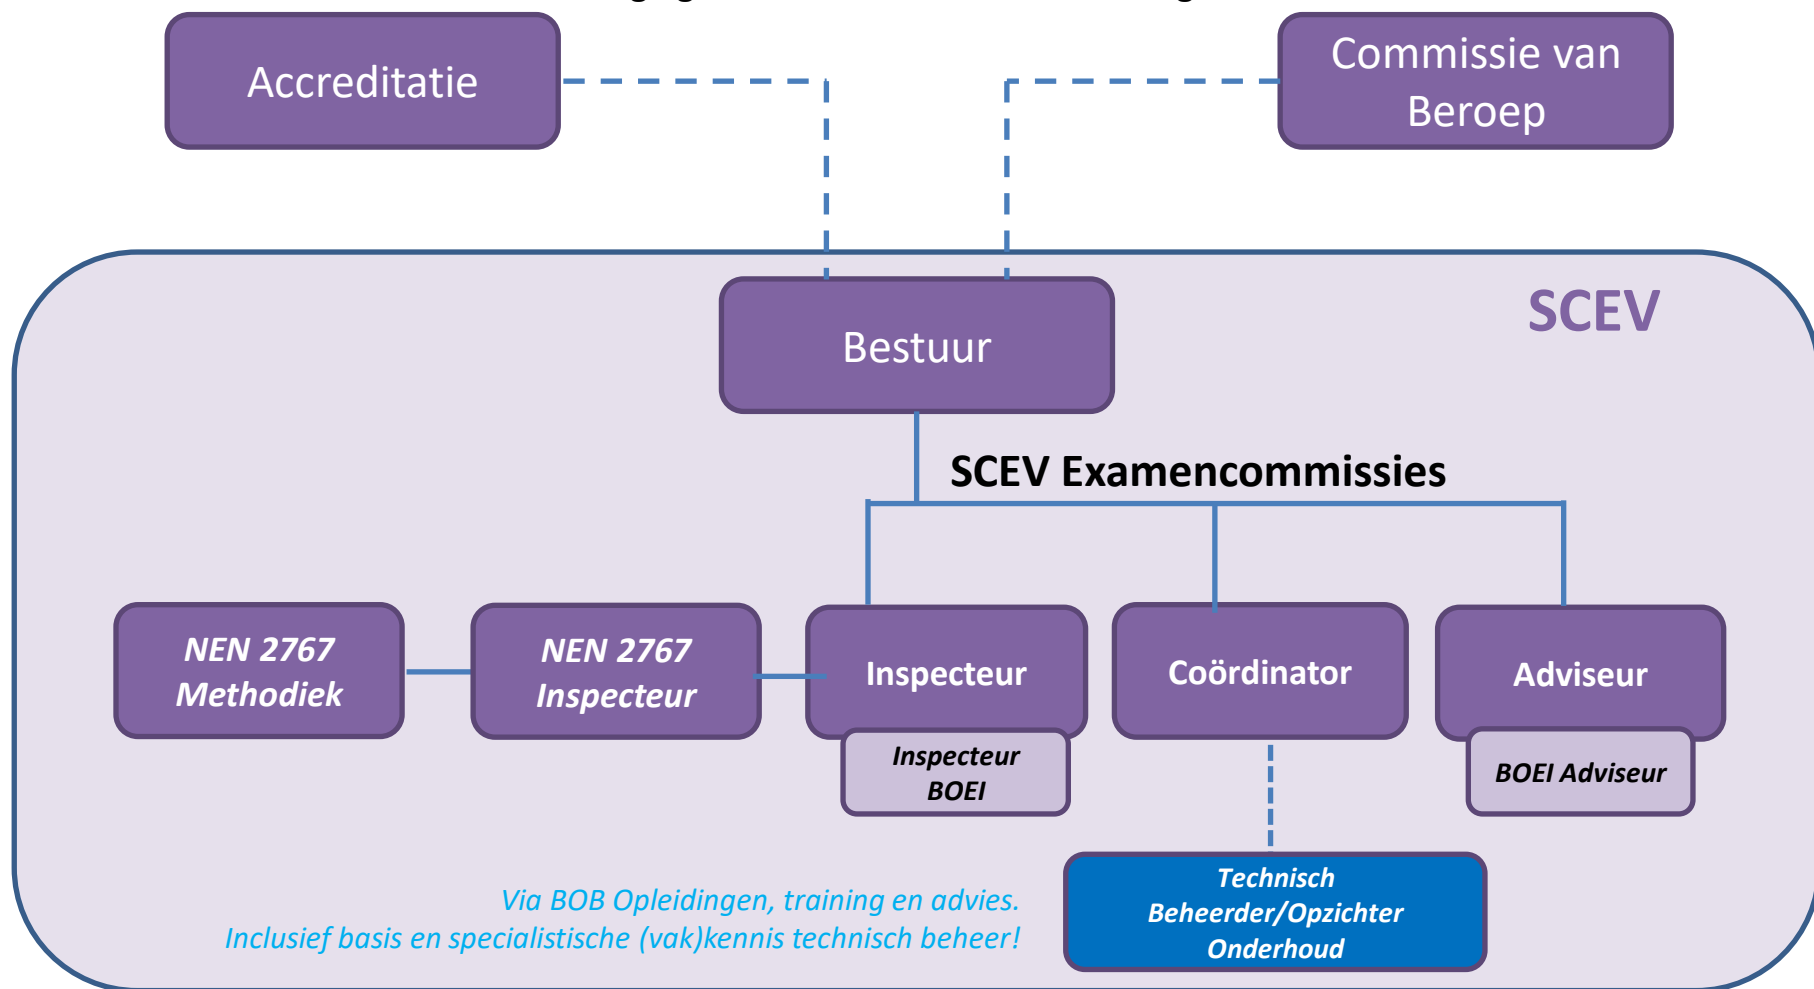 Accreditatie
Commissie van
Beroep
SCEV
Bestuur
SCEV Examencommissies
NEN 2767
Methodiek
NEN 2767
Inspecteur
Inspecteur
Coördinator
Adviseur
Inspecteur
BOEI
BOEI Adviseur
Via BOB Opleidingen, training en advies.
Inclusief basis en specialistische (vak)kennis technisch beheer!
Technisch
Beheerder/Opzichter
Onderhoud